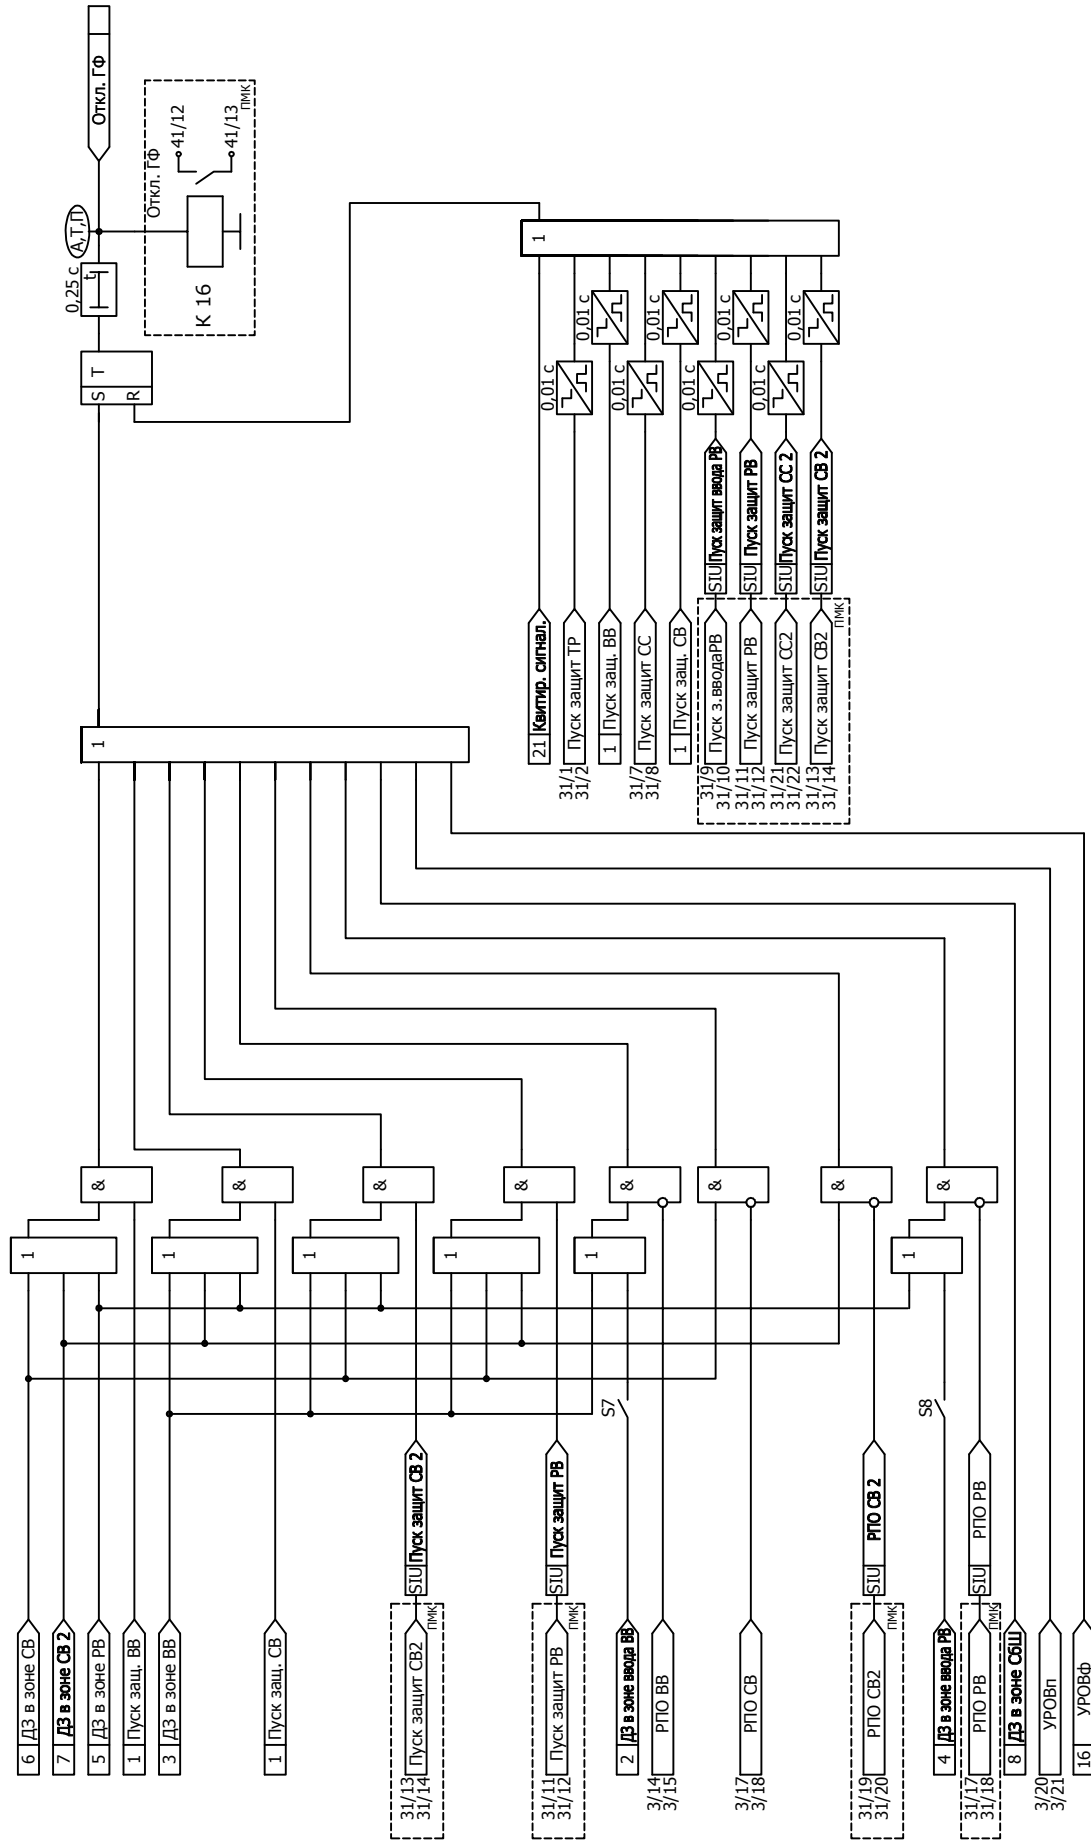 6 ДЗ в зоне СВ
7 ДЗ в зоне СВ 2
5 ДЗ в зоне РВ
1 Пуск защ. ВВ
3 ДЗ в зоне ВВ
1 Пуск защ. СВ
31/13
31/14
Пуск защит СВ2
ПМК
SIU Пуск защит СВ 2
31/11
31/12
Пуск защит РВ
ПМК
SIU Пуск защит РВ
2 ДЗ в зоне ввода ВВ
S7
3/14
3/15
РПО ВВ
3/17
3/18
РПО СВ
31/19
31/20
РПО СВ2
ПМК
SIU РПО СВ 2
4 ДЗ в зоне ввода РВ
S8
31/17
31/18
РПО РВ
ПМК
SIU РПО РВ
8 ДЗ в зоне СбШ
3/20
3/21
УРОВп
16 УРОВф
1
1
1
1
1
1
&
&
&
&
&
&
&
&
1
21 Квитир. сигнал.
31/1
31/2
Пуск защит ТР
0,01 с
1 Пуск защ. ВВ
0,01 с
31/7
31/8
Пуск защит СС
0,01 с
1 Пуск защ. СВ
0,01 с
31/9
31/10
Пуск з.вводаРВ
SIU Пуск защит ввода РВ
0,01 с
31/11
31/12
Пуск защит РВ
SIU Пуск защит РВ
0,01 с
31/21
31/22
Пуск защит СС2
SIU Пуск защит СС 2
0,01 с
31/13
31/14
Пуск защит СВ2
SIU Пуск защит СВ 2
0,01 с
ПМК
1
S T
R
0,25 с
t
А,Т,П
Откл. ГФ
К 16
Откл. ГФ
41/12
41/13
ПМК